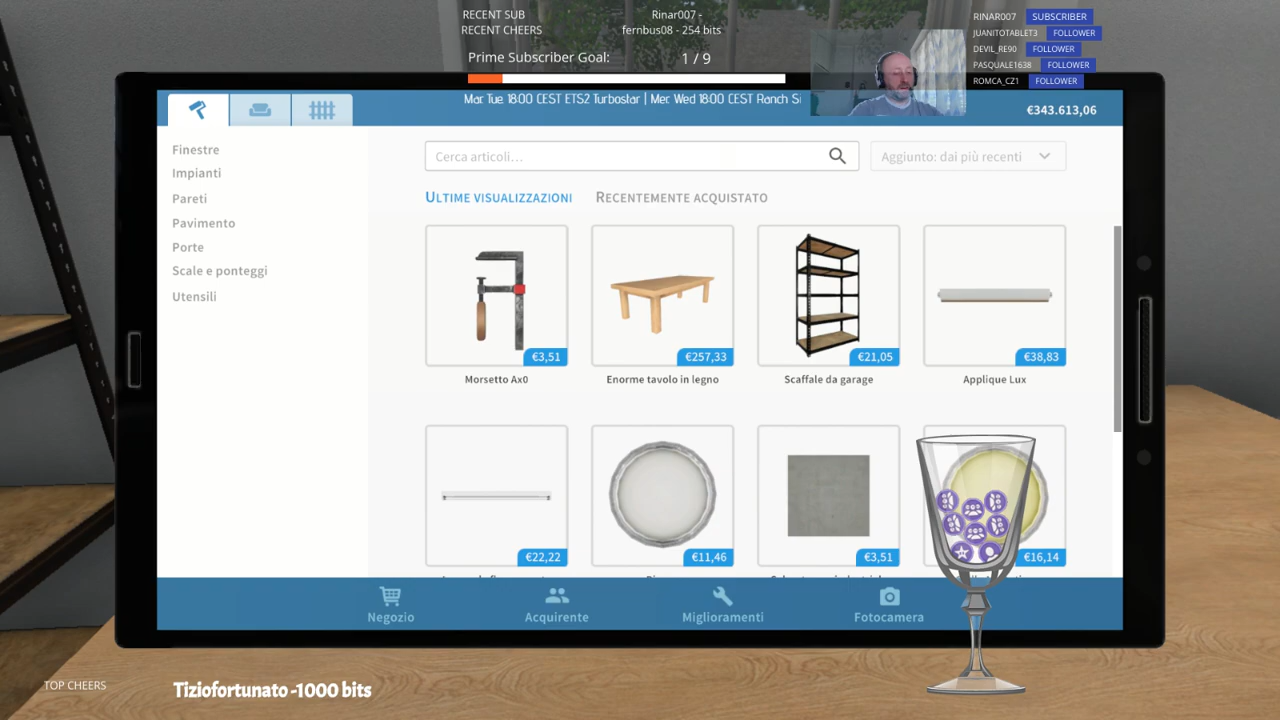 RECENT SUB
Rinar007 -
RECENT CHEERS
fernbus08 - 254 bits
Prime Subscriber Goal:
1 / 9
RINAR007 SUBSCRIBER
JUANITOTABLET3 FOLLOWER
DEVIL_RE90 FOLLOWER
PASQUALE1638 FOLLOWER
ROMCA_CZ1 FOLLOWER
Mar Tue 18:00 CEST ETS2 Turbostar | Mer Wed 18:00 CEST Ranch Si
€343.613,06
Finestre
Impianti
Pareti
Pavimento
Porte
Scale e ponteggi
Utensili
Cerca articoli...
Aggiunto: dai più recenti
ULTIME VISUALIZZAZIONI
RECENTEMENTE ACQUISTATO
€3,51
Morsetto Ax0
€257,33
Enorme tavolo in legno
€21,05
Scaffale da garage
€38,83
Applique Lux
€22,22
€11,46
€3,51
€16,14
Negozio
Acquirente
Miglioramenti
Fotocamera
TOP CHEERS
Tiziofortunato -1000 bits